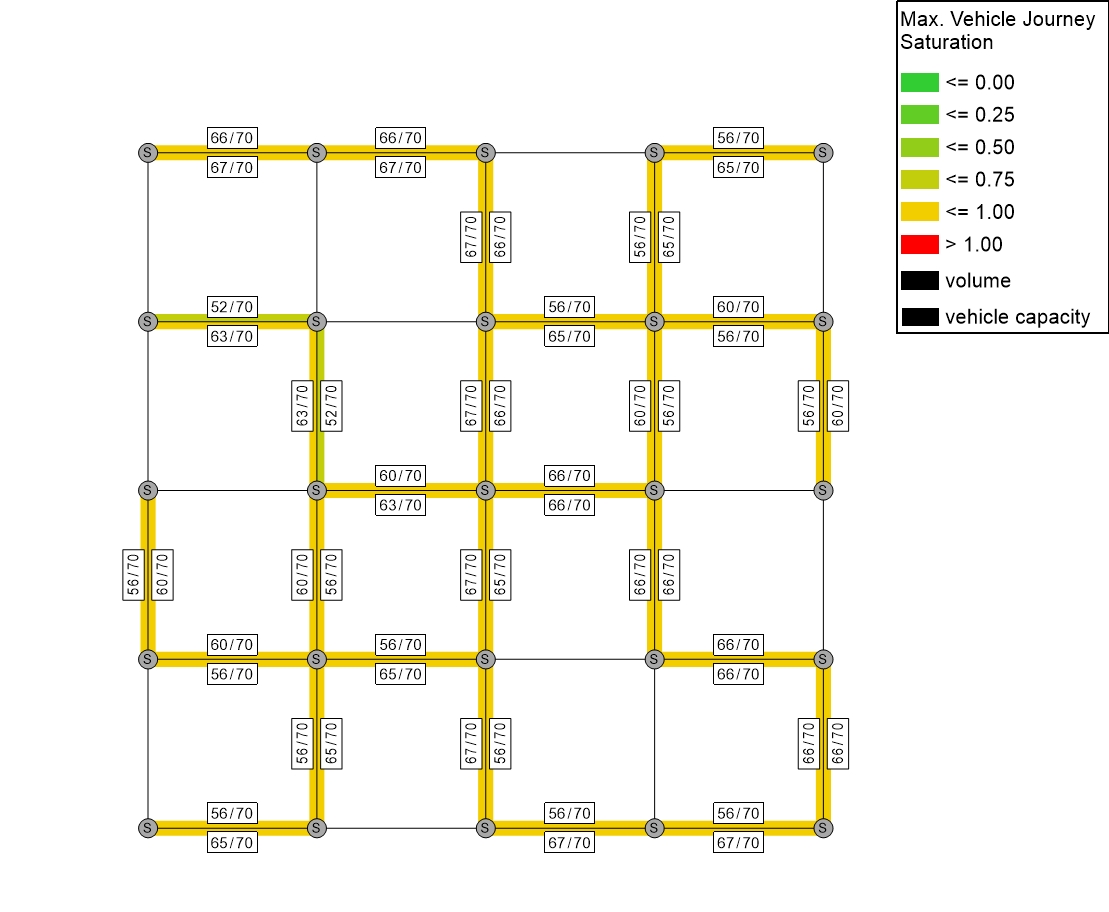 Max. Vehicle Journey
Saturation
<= 0.00
<= 0.25
<= 0.50
<= 0.75
<= 1.00
> 1.00
volume
vehicle capacity
66/70 66/70 56/70
S S S S S
67/70 67/70 65/70
67/70 66/70 56/70 65/70
52/70 56/70 60/70
S S S S S
63/70 65/70 56/70
63/70 52/70 67/70 66/70 60/70 56/70 56/70 60/70
60/70 66/70
S S S S S
63/70 66/70
56/70 60/70 60/70 56/70 67/70 65/70 66/70 66/70
60/70 56/70 66/70
S S S S S
56/70 65/70 66/70
56/70 65/70 67/70 56/70 66/70 66/70
56/70 56/70 56/70
S S S S S
65/70 67/70 67/70